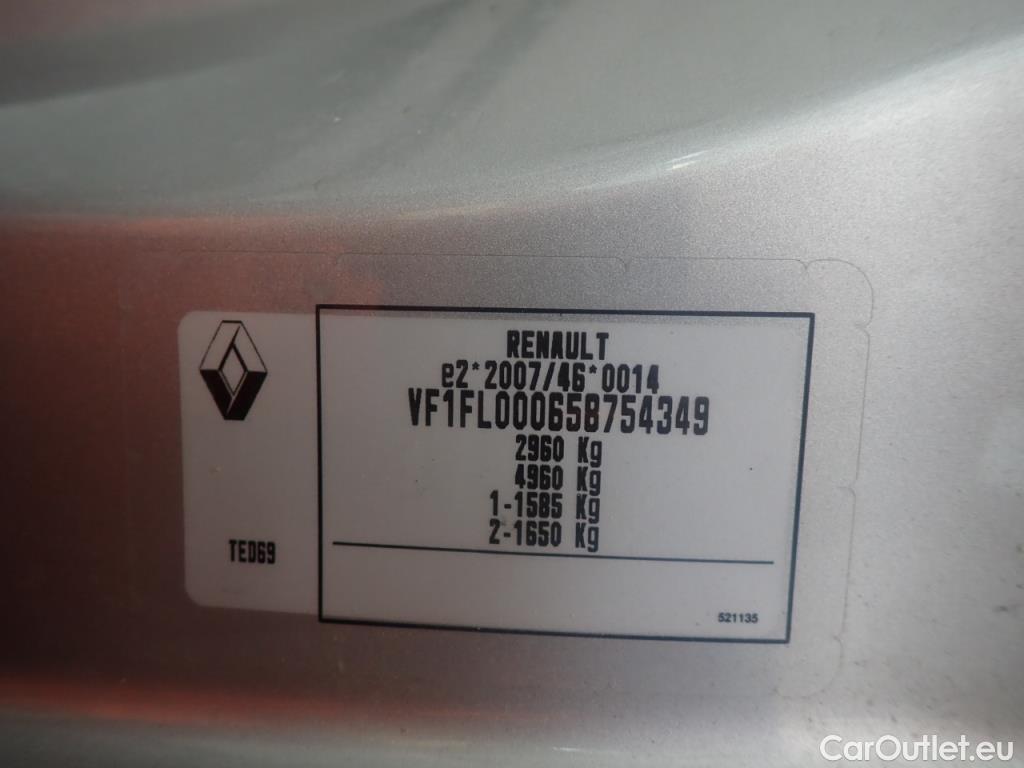 RENAULT
e2*2007/46*0014
VF1FL000658754349
2960 Kg
4960 Kg
1-1585 Kg
2-1650 Kg
TED69
521135
CarOutlet.eu